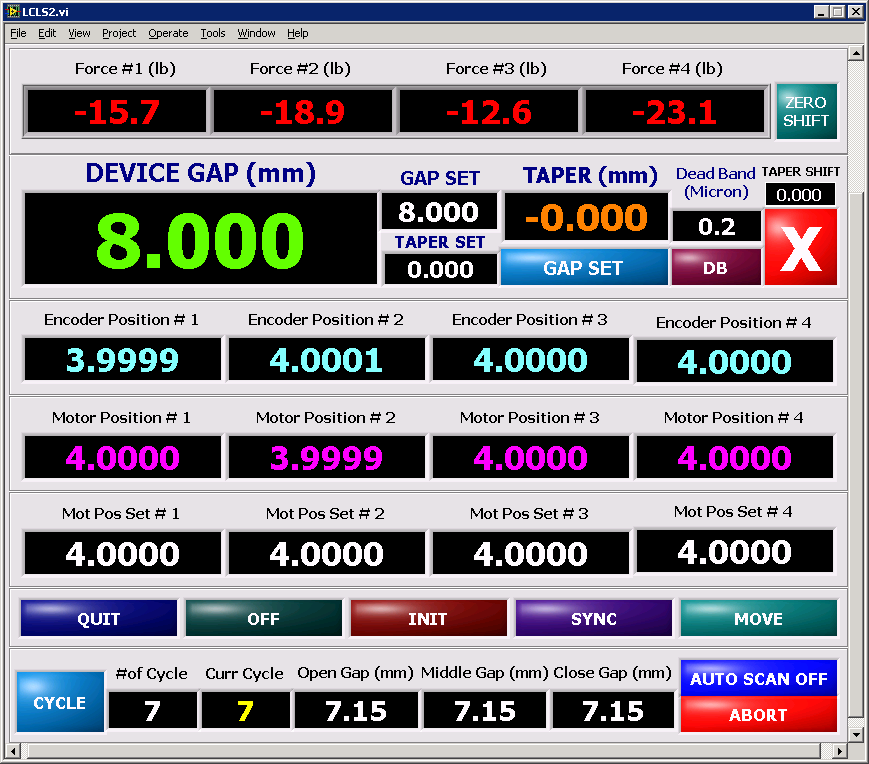 LCLS2.vi
File Edit View Project Operate Tools Window Help
Force #1 (lb) Force #2 (lb) Force #3 (lb) Force #4 (lb)
-15.7 -18.9 -12.6 -23.1 ZERO
SHIFT
DEVICE GAP (mm) GAP SET TAPER (mm) Dead Band
(Micron) TAPER SHIFT
8.000 8.000 -0.000 0.2 0.000
TAPER SET X
0.000 GAP SET DB
Encoder Position # 1 Encoder Position # 2 Encoder Position # 3 Encoder Position # 4
3.9999 4.0001 4.0000 4.0000
Motor Position # 1 Motor Position # 2 Motor Position # 3 Motor Position # 4
4.0000 3.9999 4.0000 4.0000
Mot Pos Set # 1 Mot Pos Set # 2 Mot Pos Set # 3 Mot Pos Set # 4
4.0000 4.0000 4.0000 4.0000
QUIT OFF INIT SYNC MOVE
CYCLE #of Cycle Curr Cycle Open Gap (mm) Middle Gap (mm) Close Gap (mm) AUTO SCAN OFF
7 7 7.15 7.15 7.15 ABORT